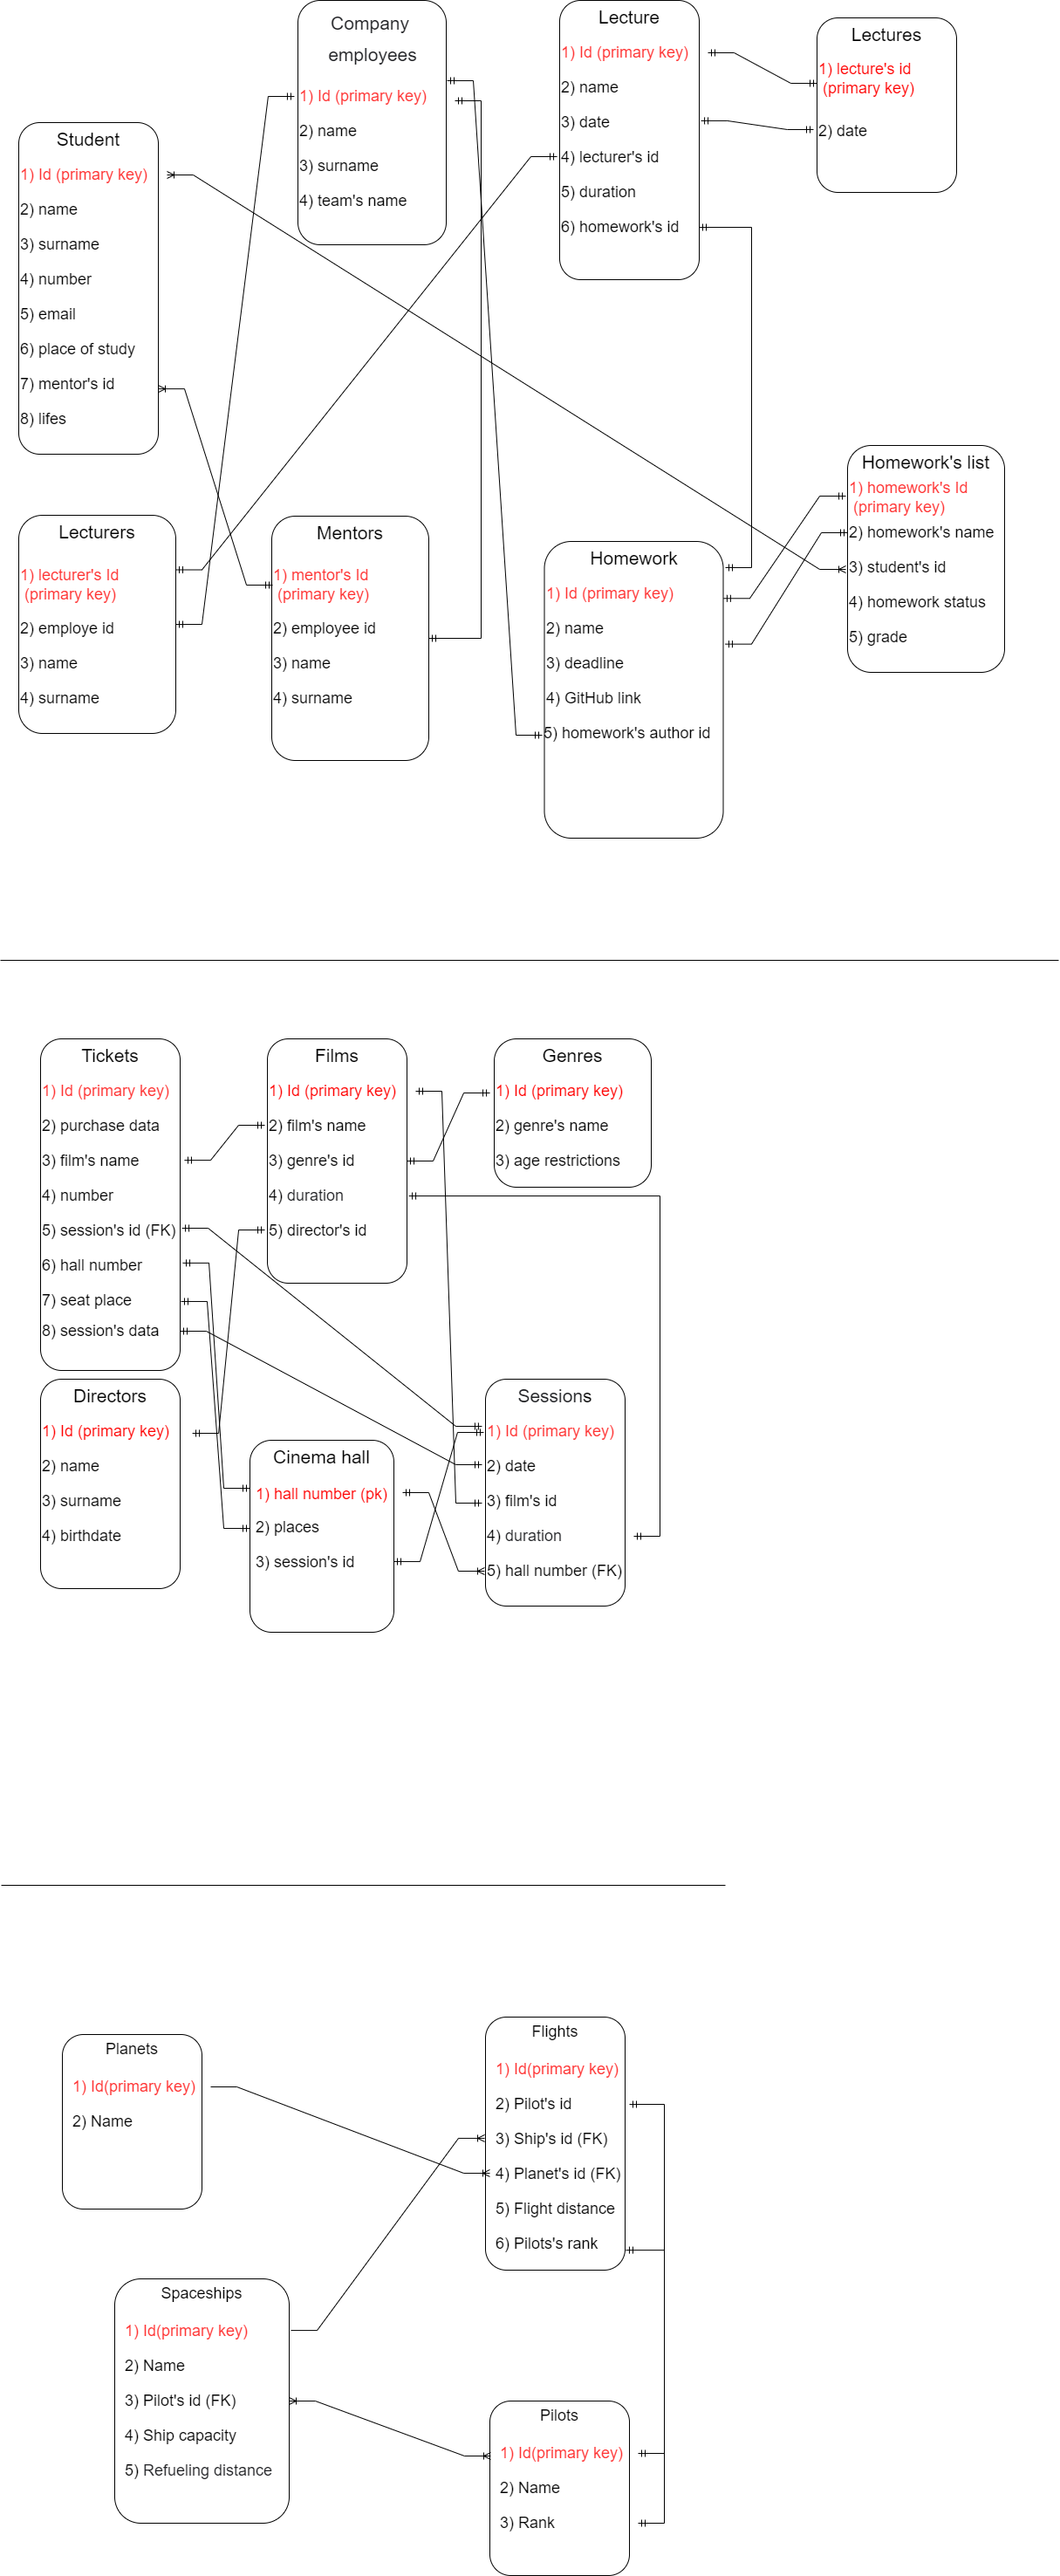 Company
employees
1) Id (primary key)
2) name
3) surname
4) team's name
Lecture
1) Id (primary key)
2) name
3) date
4) lecturer's id
5) duration
6) homework's id
Lectures
1) lecture's id
(primary key)
2) date
Student
1) Id (primary key)
2) name
3) surname
4) number
5) email
6) place of study
7) mentor's id
8) lifes
Lecturers
1) lecturer's Id
(primary key)
2) employe id
3) name
4) surname
Mentors
1) mentor's Id
(primary key)
2) employee id
3) name
4) surname
Homework
1) Id (primary key)
2) name
3) deadline
4) GitHub link
5) homework's author id
Homework's list
1) homework's Id
(primary key)
2) homework's name
3) student's id
4) homework status
5) grade
Tickets
1) Id (primary key)
2) purchase data
3) film's name
4) number
5) session's id (FK)
6) hall number
7) seat place
8) session's data
Films
1) Id (primary key)
2) film's name
3) genre's id
4) duration
5) director's id
Genres
1) Id (primary key)
2) genre's name
3) age restrictions
Directors
1) Id (primary key)
2) name
3) surname
4) birthdate
Cinema hall
1) hall number (pk)
2) places
3) session's id
Sessions
1) Id (primary key)
2) date
3) film's id
4) duration
5) hall number (FK)
Planets
1) Id(primary key)
2) Name
Flights
1) Id(primary key)
2) Pilot's id
3) Ship's id (FK)
4) Planet's id (FK)
5) Flight distance
6) Pilots's rank
Spaceships
1) Id(primary key)
2) Name
3) Pilot's id (FK)
4) Ship capacity
5) Refueling distance
Pilots
1) Id(primary key)
2) Name
3) Rank